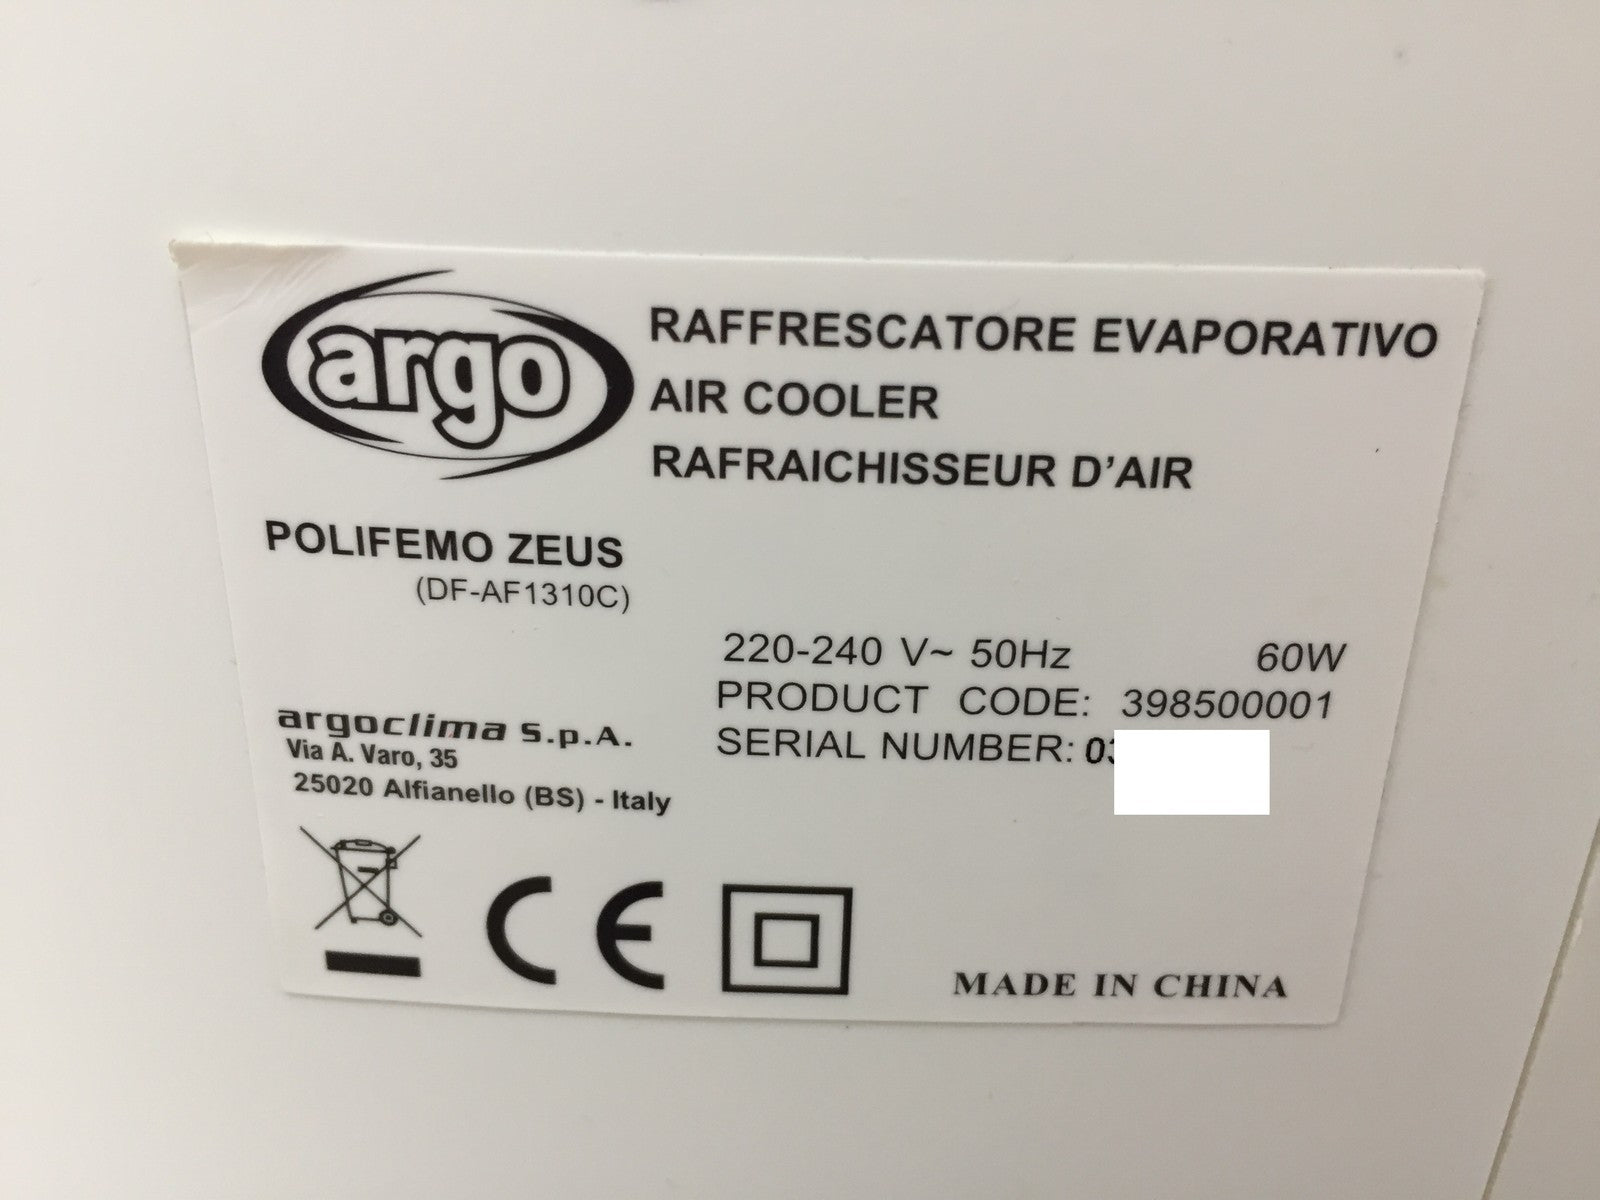 argo
RAFFRESCATORE EVAPORATIVO
AIR COOLER
RAFRAICHISSEUR D'AIR
POLIFEMO ZEUS
(DF-AF1310C)
220-240 V~ 50Hz 60W
PRODUCT CODE: 398500001
SERIAL NUMBER: 03
argoclima S.p.A.
Via A. Varo, 35
25020 Alfianello (BS) - Italy
CE
MADE IN CHINA